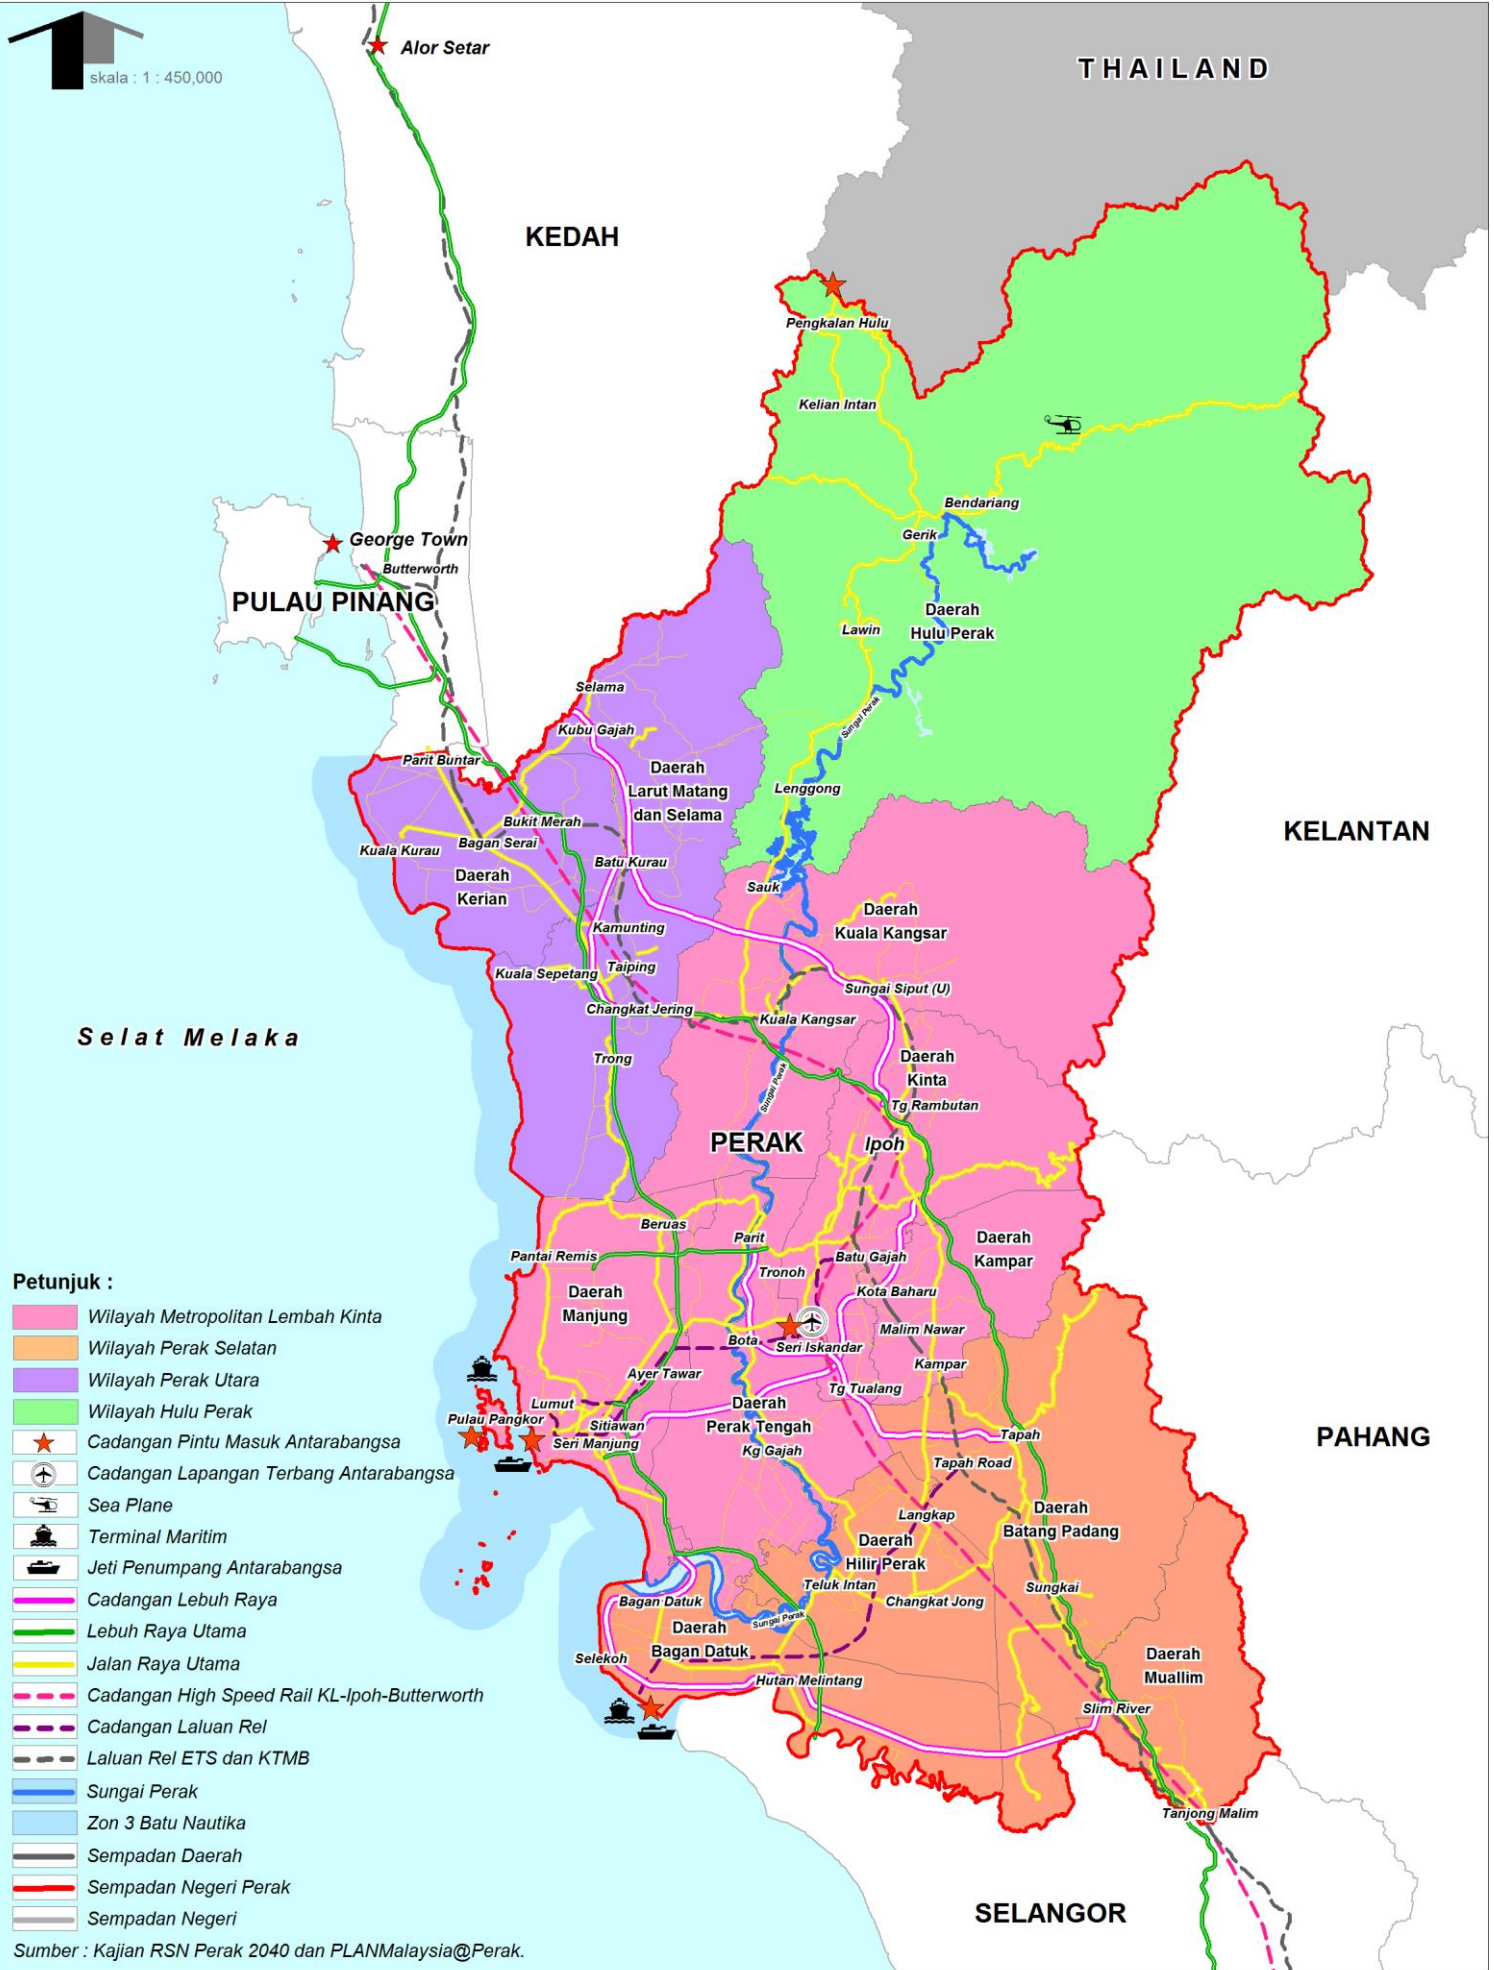 skala : 1 : 450,000
Alor Setar
THAILAND
KEDAH
Pengkalan Hulu
Kelian Intan
Bendariang
Gerik
George Town
Butterworth
PULAU PINANG
Daerah
Hulu Perak
Lawin
Selama
Sungai Perak
Kubu Gajah
Parit Buntar
Daerah
Larut Matang
dan Selama
Lenggong
Bukit Merah
Bagan Serai
Kuala Kurau
KELANTAN
Batu Kurau
Daerah
Kerian
Sauk
Daerah
Kuala Kangsar
Kamunting
Taiping
Kuala Sepetang
Sungai Siput (U)
Changkat Jering
Kuala Kangsar
Selat Melaka
Trong
Daerah
Kinta
Sungai Perak
Tg Rambutan
PERAK
Ipoh
Beruas
Parit
Daerah
Kampar
Pantai Remis
Batu Gajah
Tronoh
Daerah
Manjung
Kota Baharu
Malim Nawar
Bota
Seri Iskandar
Kampar
Ayer Tawar
Tg Tualang
Lumut
Pulau Pangkor
Sitiawan
Seri Manjung
Daerah
Perak Tengah
Kg Gajah
Tapah
PAHANG
Tapah Road
Langkap
Daerah
Batang Padang
Daerah
Hilir Perak
Teluk Intan
Sungkai
Changkat Jong
Bagan Datuk
Sungai Perak
Daerah
Bagan Datuk
Selekoh
Hutan Melintang
Daerah
Muallim
Slim River
Tanjong Malim
SELANGOR
Petunjuk :
Wilayah Metropolitan Lembah Kinta
Wilayah Perak Selatan
Wilayah Perak Utara
Wilayah Hulu Perak
Cadangan Pintu Masuk Antarabangsa
Cadangan Lapangan Terbang Antarabangsa
Sea Plane
Terminal Maritim
Jeti Penumpang Antarabangsa
Cadangan Lebuh Raya
Lebuh Raya Utama
Jalan Raya Utama
Cadangan High Speed Rail KL-Ipoh-Butterworth
Cadangan Laluan Rel
Laluan Rel ETS dan KTMB
Sungai Perak
Zon 3 Batu Nautika
Sempadan Daerah
Sempadan Negeri Perak
Sempadan Negeri
Sumber : Kajian RSN Perak 2040 dan PLANMalaysia@Perak.